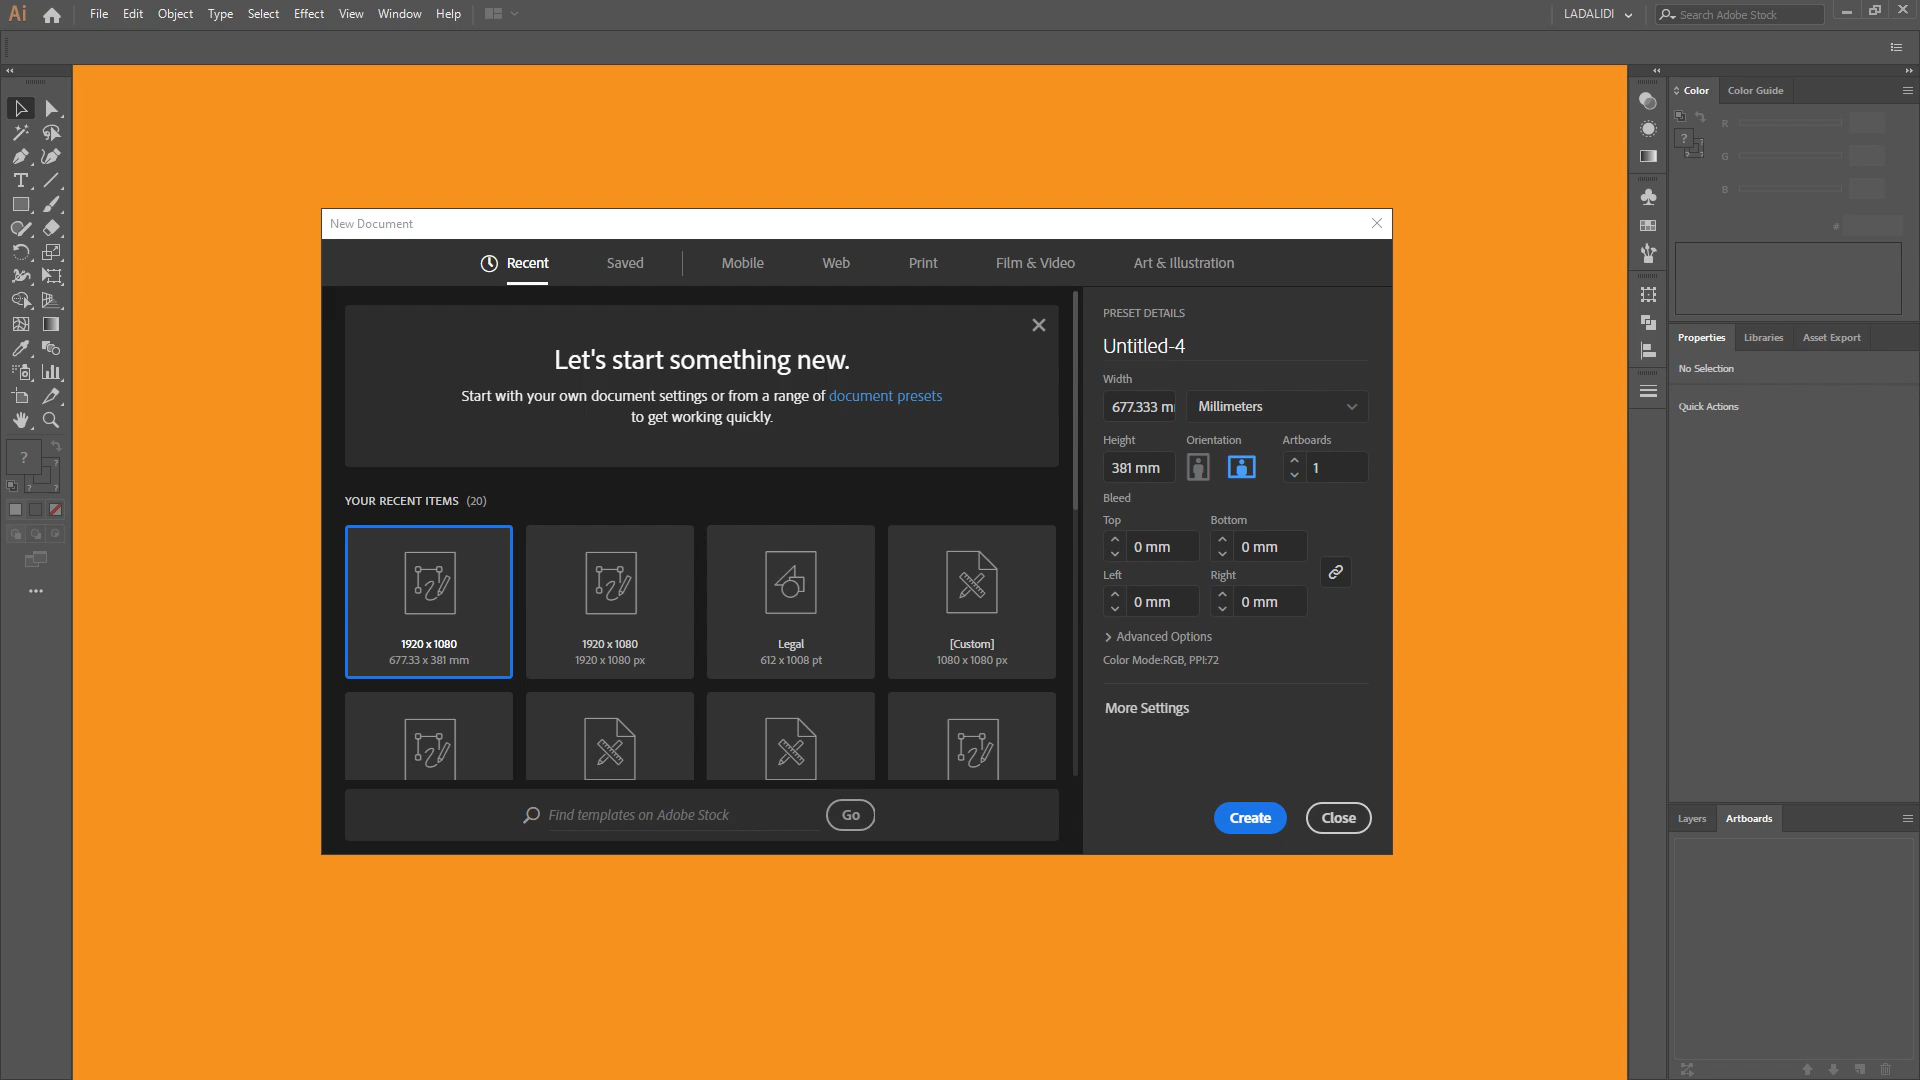 Ai File Edit Object Type Select Effect View Window Help LADALIDI Search Adobe Stock
Color Color Guide
R
G
B
#
Properties Libraries Asset Export
No Selection
Quick Actions
Layers Artboards
T
?
?
?
? ?
New Document
Recent Saved Mobile Web Print Film & Video Art & Illustration
Let's start something new.
Start with your own document settings or from a range of document presets
to get working quickly.
YOUR RECENT ITEMS (20)
1920 x 1080
677.33 x 381 mm
1920 x 1080
1920 x 1080 px
Legal
612 x 1008 pt
[Custom]
1080 x 1080 px
Find templates on Adobe Stock Go
PRESET DETAILS
Untitled-4
Width
677.333 m Millimeters
Height Orientation Artboards
381 mm 1
Bleed
Top Bottom
0 mm 0 mm
Left Right
0 mm 0 mm
Advanced Options
Color Mode:RGB, PPI:72
More Settings
Create Close